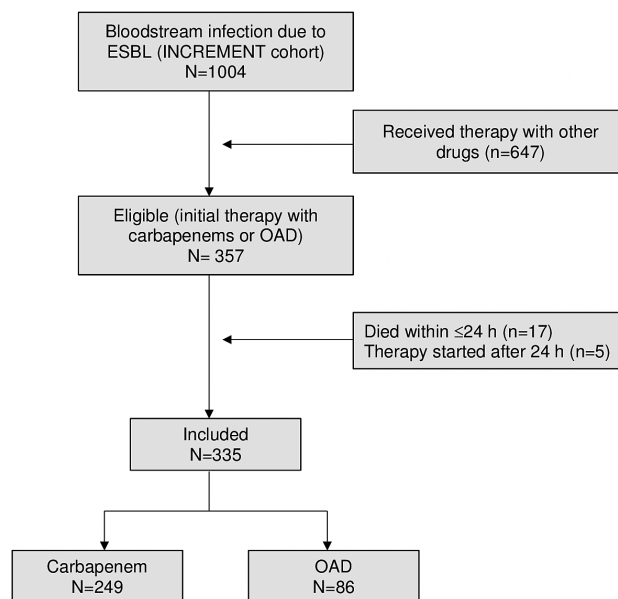 Bloodstream infection due to
ESBL (INCREMENT cohort)
N=1004
Received therapy with other
drugs (n=647)
Eligible (initial therapy with
carbapenems or OAD)
N= 357
Died within ≤24 h (n=17)
Therapy started after 24 h (n=5)
Included
N=335
Carbapenem
N=249
OAD
N=86